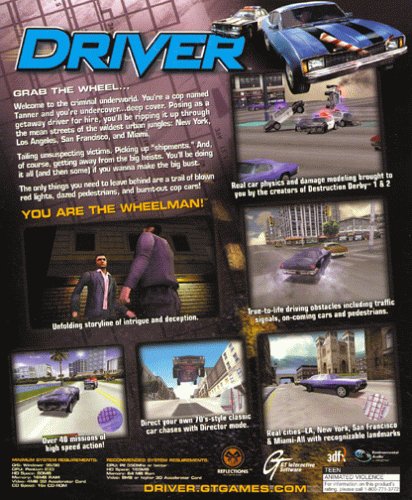 DRIVER
GRAB THE WHEEL...
Welcome to the criminal underworld. You're a cop named
Tanner and you're undercover...deep cover. Posing as a
getaway driver for hire, you'll be ripping it up through
the mean streets of the wildest urban jungles: New York,
Los Angeles, San Francisco, and Miami.
Tailing unsuspecting victims. Picking up "shipments." And,
of course, getting away from the big heists. You'll be doing
it all (and then some) if you wanna make the big bust.
The only things you need to leave behind are a trail of blown
red lights, dazed pedestrians, and burnt-out cop cars!
YOU ARE THE WHEELMAN!
Real car physics and damage modeling brought to
you by the creators of Destruction Derby 1 & 2
Unfolding storyline of intrigue and deception.
True-to-life driving obstacles including traffic
signals, on-coming cars and pedestrians.
Over 40 missions of
high speed action!
Direct your own 70's-style classic
car chases with Director mode.
Real cities-LA, New York, San Francisco
& Miami-All with recognizable landmarks
MINIMUM SYSTEM REQUIREMENTS:
RECOMMENDED SYSTEM REQUIREMENTS:
REFLECTIONS
GT Interactive
Software
3dfx
TEEN
ANIMATED VIOLENCE
DRIVER.GTGAMES.COM